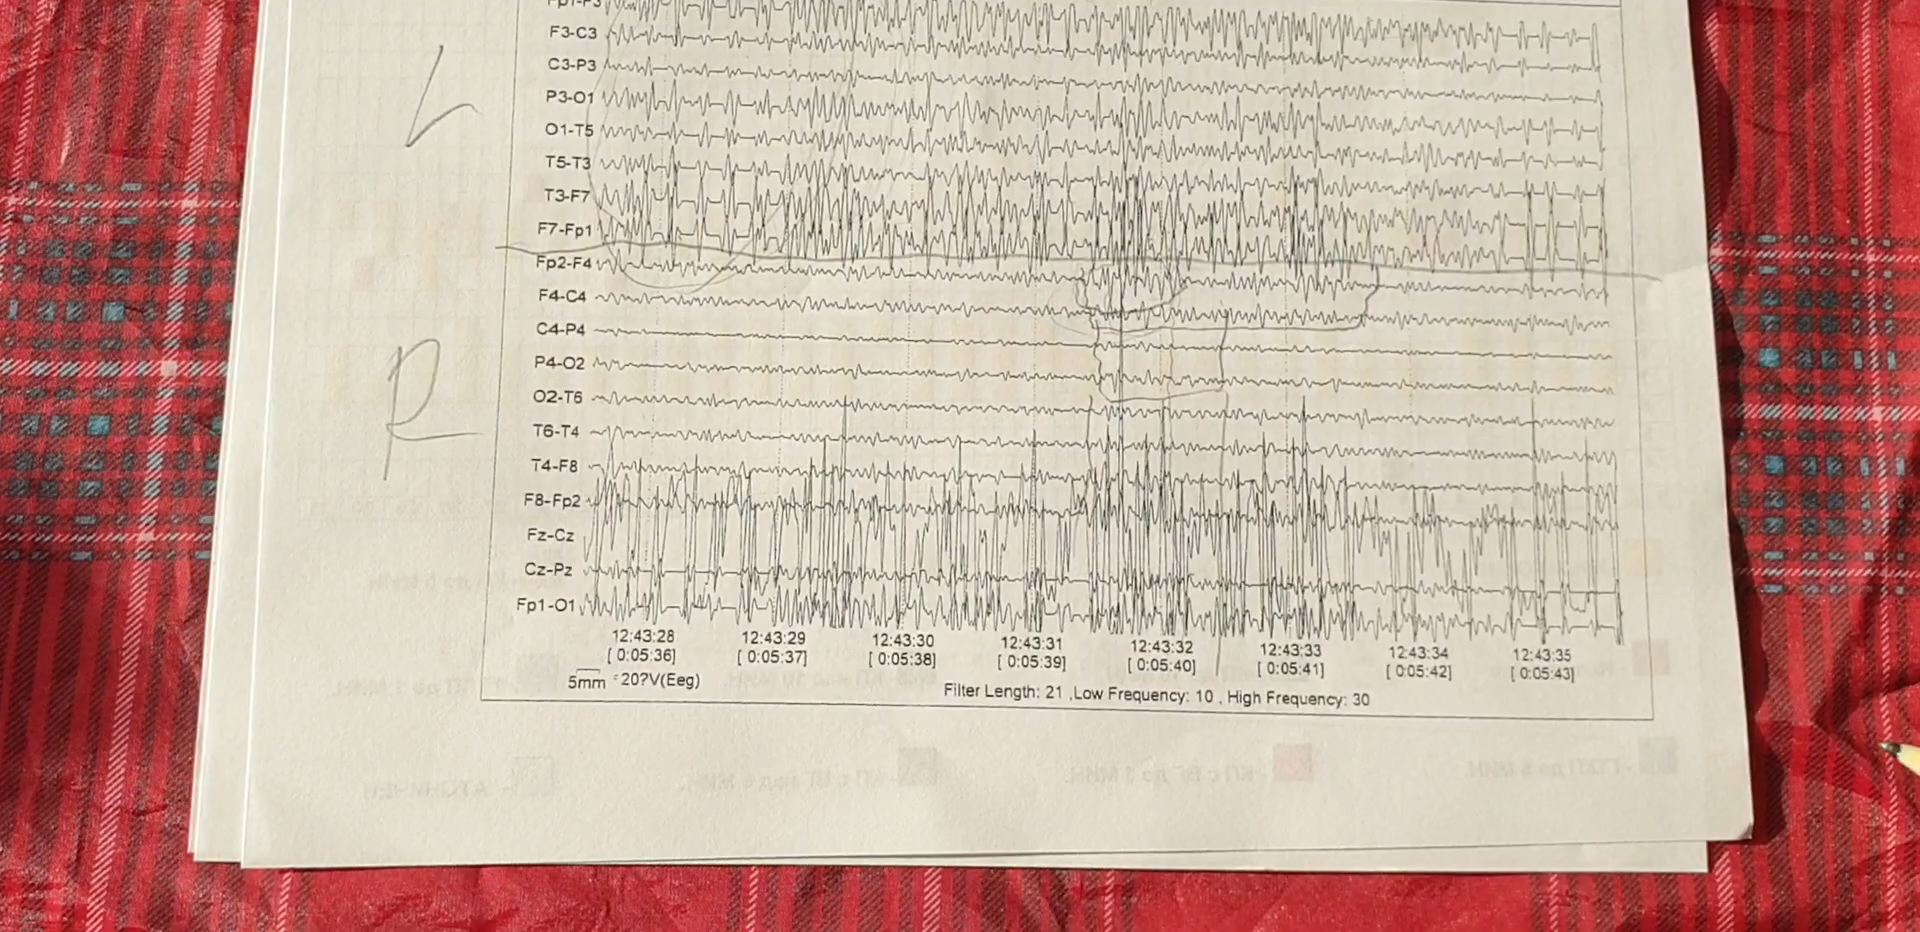 Fp1-F3
F3-C3
L
C3-P3
P3-O1
O1-T5
T5-T3
T3-F7
F7-Fp1
Fp2-F4
F4-C4
C4-P4
R
P4-O2
O2-T6
T6-T4
T4-F8
F8-Fp2
Fz-Cz
Cz-Pz
Fp1-O1
12:43:28 12:43:29 12:43:30 12:43:31 12:43:32 12:43:33 12:43:34 12:43:35
[ 0:05:36] [ 0:05:37] [ 0:05:38] [ 0:05:39] [ 0:05:40] [ 0:05:41] [ 0:05:42] [ 0:05:43]
5mm =20?V(Eeg)
Filter Length: 21 ,Low Frequency: 10 , High Frequency: 30